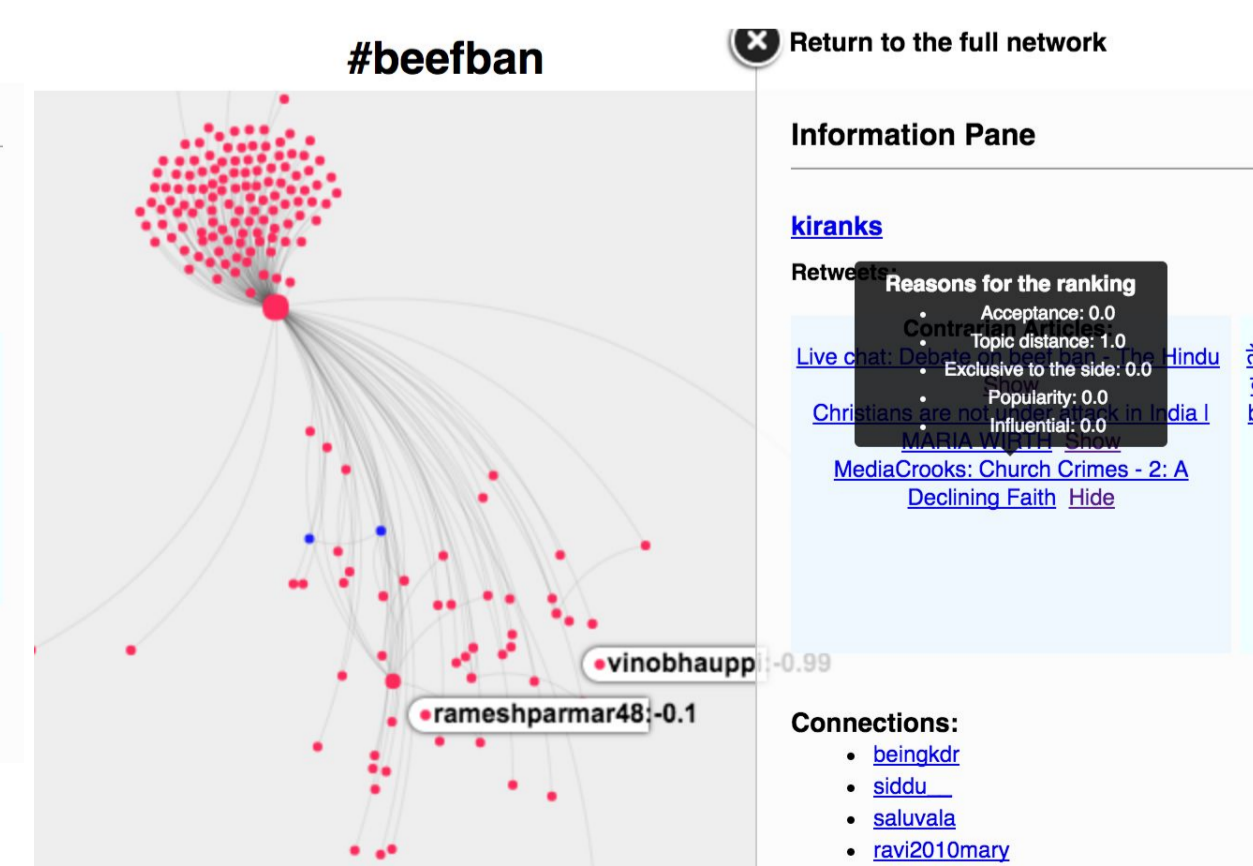 #beefban
Return to the full network
Information Pane
kiranks
Retweets:
Reasons for the ranking
• Acceptance: 0.0
• Topic distance: 1.0
• Exclusive to the side: 0.0
• Popularity: 0.0
• Influential: 0.0
Contrarian Articles:
Live chat: Debate on beef ban - The Hindu
Show
Christians are not under attack in India |
MARIA WIRTH Show
MediaCrooks: Church Crimes - 2: A
Declining Faith Hide
vinobhauppi:-0.99
rameshparmar48:-0.1
Connections:
• beingkdr
• siddu__
• saluvala
• ravi2010mary